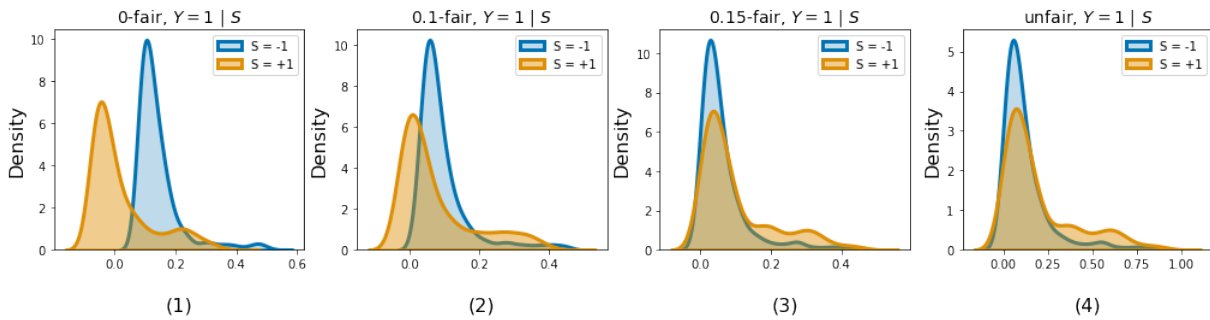 0-fair, Y = 1 | S
S = -1
S = +1
Density
10
8
6
4
2
0
0.0 0.2 0.4 0.6
(1)
0.1-fair, Y = 1 | S
S = -1
S = +1
Density
10
8
6
4
2
0
0.0 0.2 0.4
(2)
0.15-fair, Y = 1 | S
S = -1
S = +1
Density
10
8
6
4
2
0
0.0 0.2 0.4
(3)
unfair, Y = 1 | S
S = -1
S = +1
Density
5
4
3
2
1
0
0.00 0.25 0.50 0.75 1.00
(4)